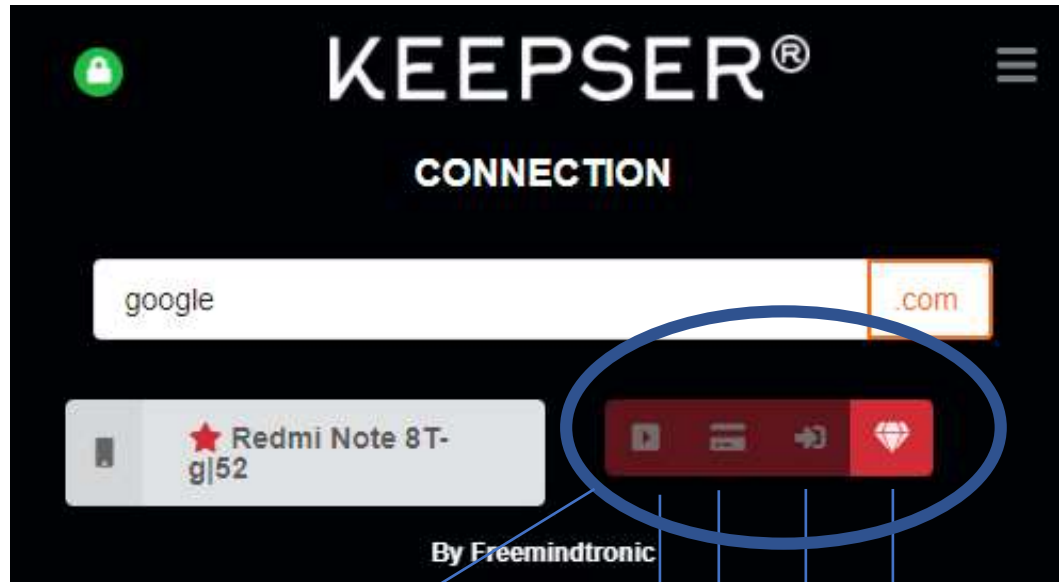 KEEPSER®
CONNECTION
google
.com
Redmi Note 8T-
g|52
By Freemindtronic